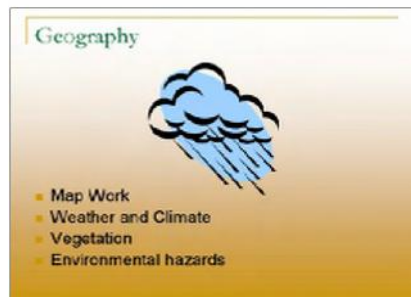 Geography
Map Work
Weather and Climate
Vegetation
Environmental hazards